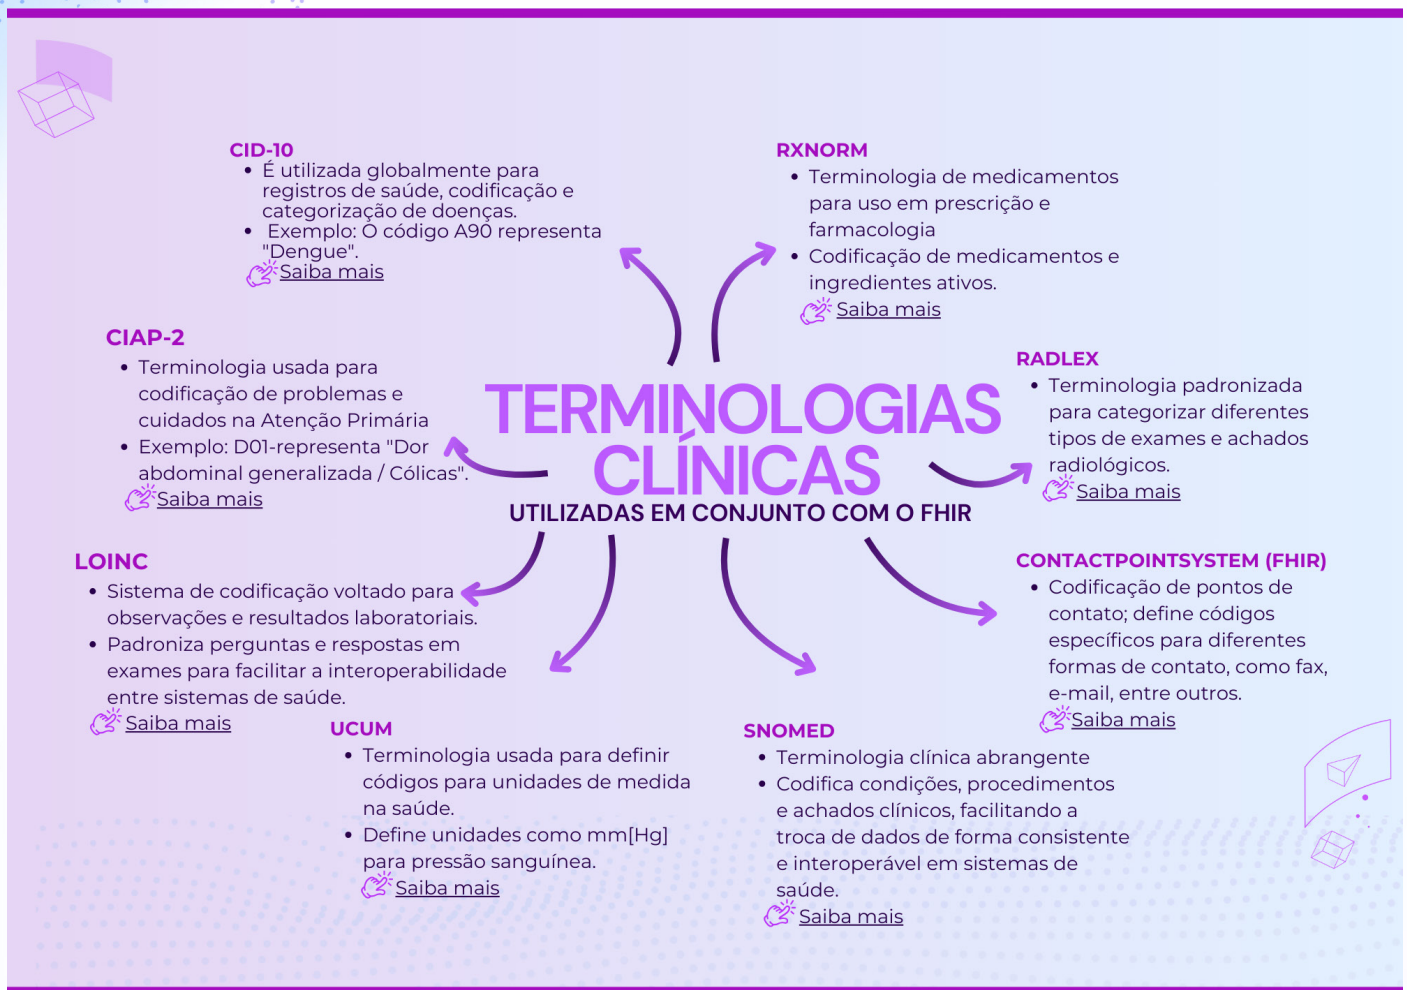 CID-10
• É utilizada globalmente para
registros de saúde, codificação e
categorização de doenças.
• Exemplo: O código A90 representa
"Dengue".
Saiba mais
RXNORM
• Terminologia de medicamentos
para uso em prescrição e
farmacologia
• Codificação de medicamentos e
ingredientes ativos.
Saiba mais
CIAP-2
• Terminologia usada para
codificação de problemas e
cuidados na Atenção Primária
• Exemplo: D01-representa "Dor
abdominal generalizada / Cólicas".
Saiba mais
TERMINOLOGIAS
CLÍNICAS
UTILIZADAS EM CONJUNTO COM O FHIR
RADLEX
• Terminologia padronizada
para categorizar diferentes
tipos de exames e achados
radiológicos.
Saiba mais
LOINC
• Sistema de codificação voltado para
observações e resultados laboratoriais.
• Padroniza perguntas e respostas em
exames para facilitar a interoperabilidade
entre sistemas de saúde.
Saiba mais
CONTACTPOINTSYSTEM (FHIR)
• Codificação de pontos de
contato; define códigos
específicos para diferentes
formas de contato, como fax,
e-mail, entre outros.
Saiba mais
UCUM
• Terminologia usada para definir
códigos para unidades de medida
na saúde.
• Define unidades como mm[Hg]
para pressão sanguínea.
Saiba mais
SNOMED
• Terminologia clínica abrangente
• Codifica condições, procedimentos
e achados clínicos, facilitando a
troca de dados de forma consistente
e interoperável em sistemas de
saúde.
Saiba mais